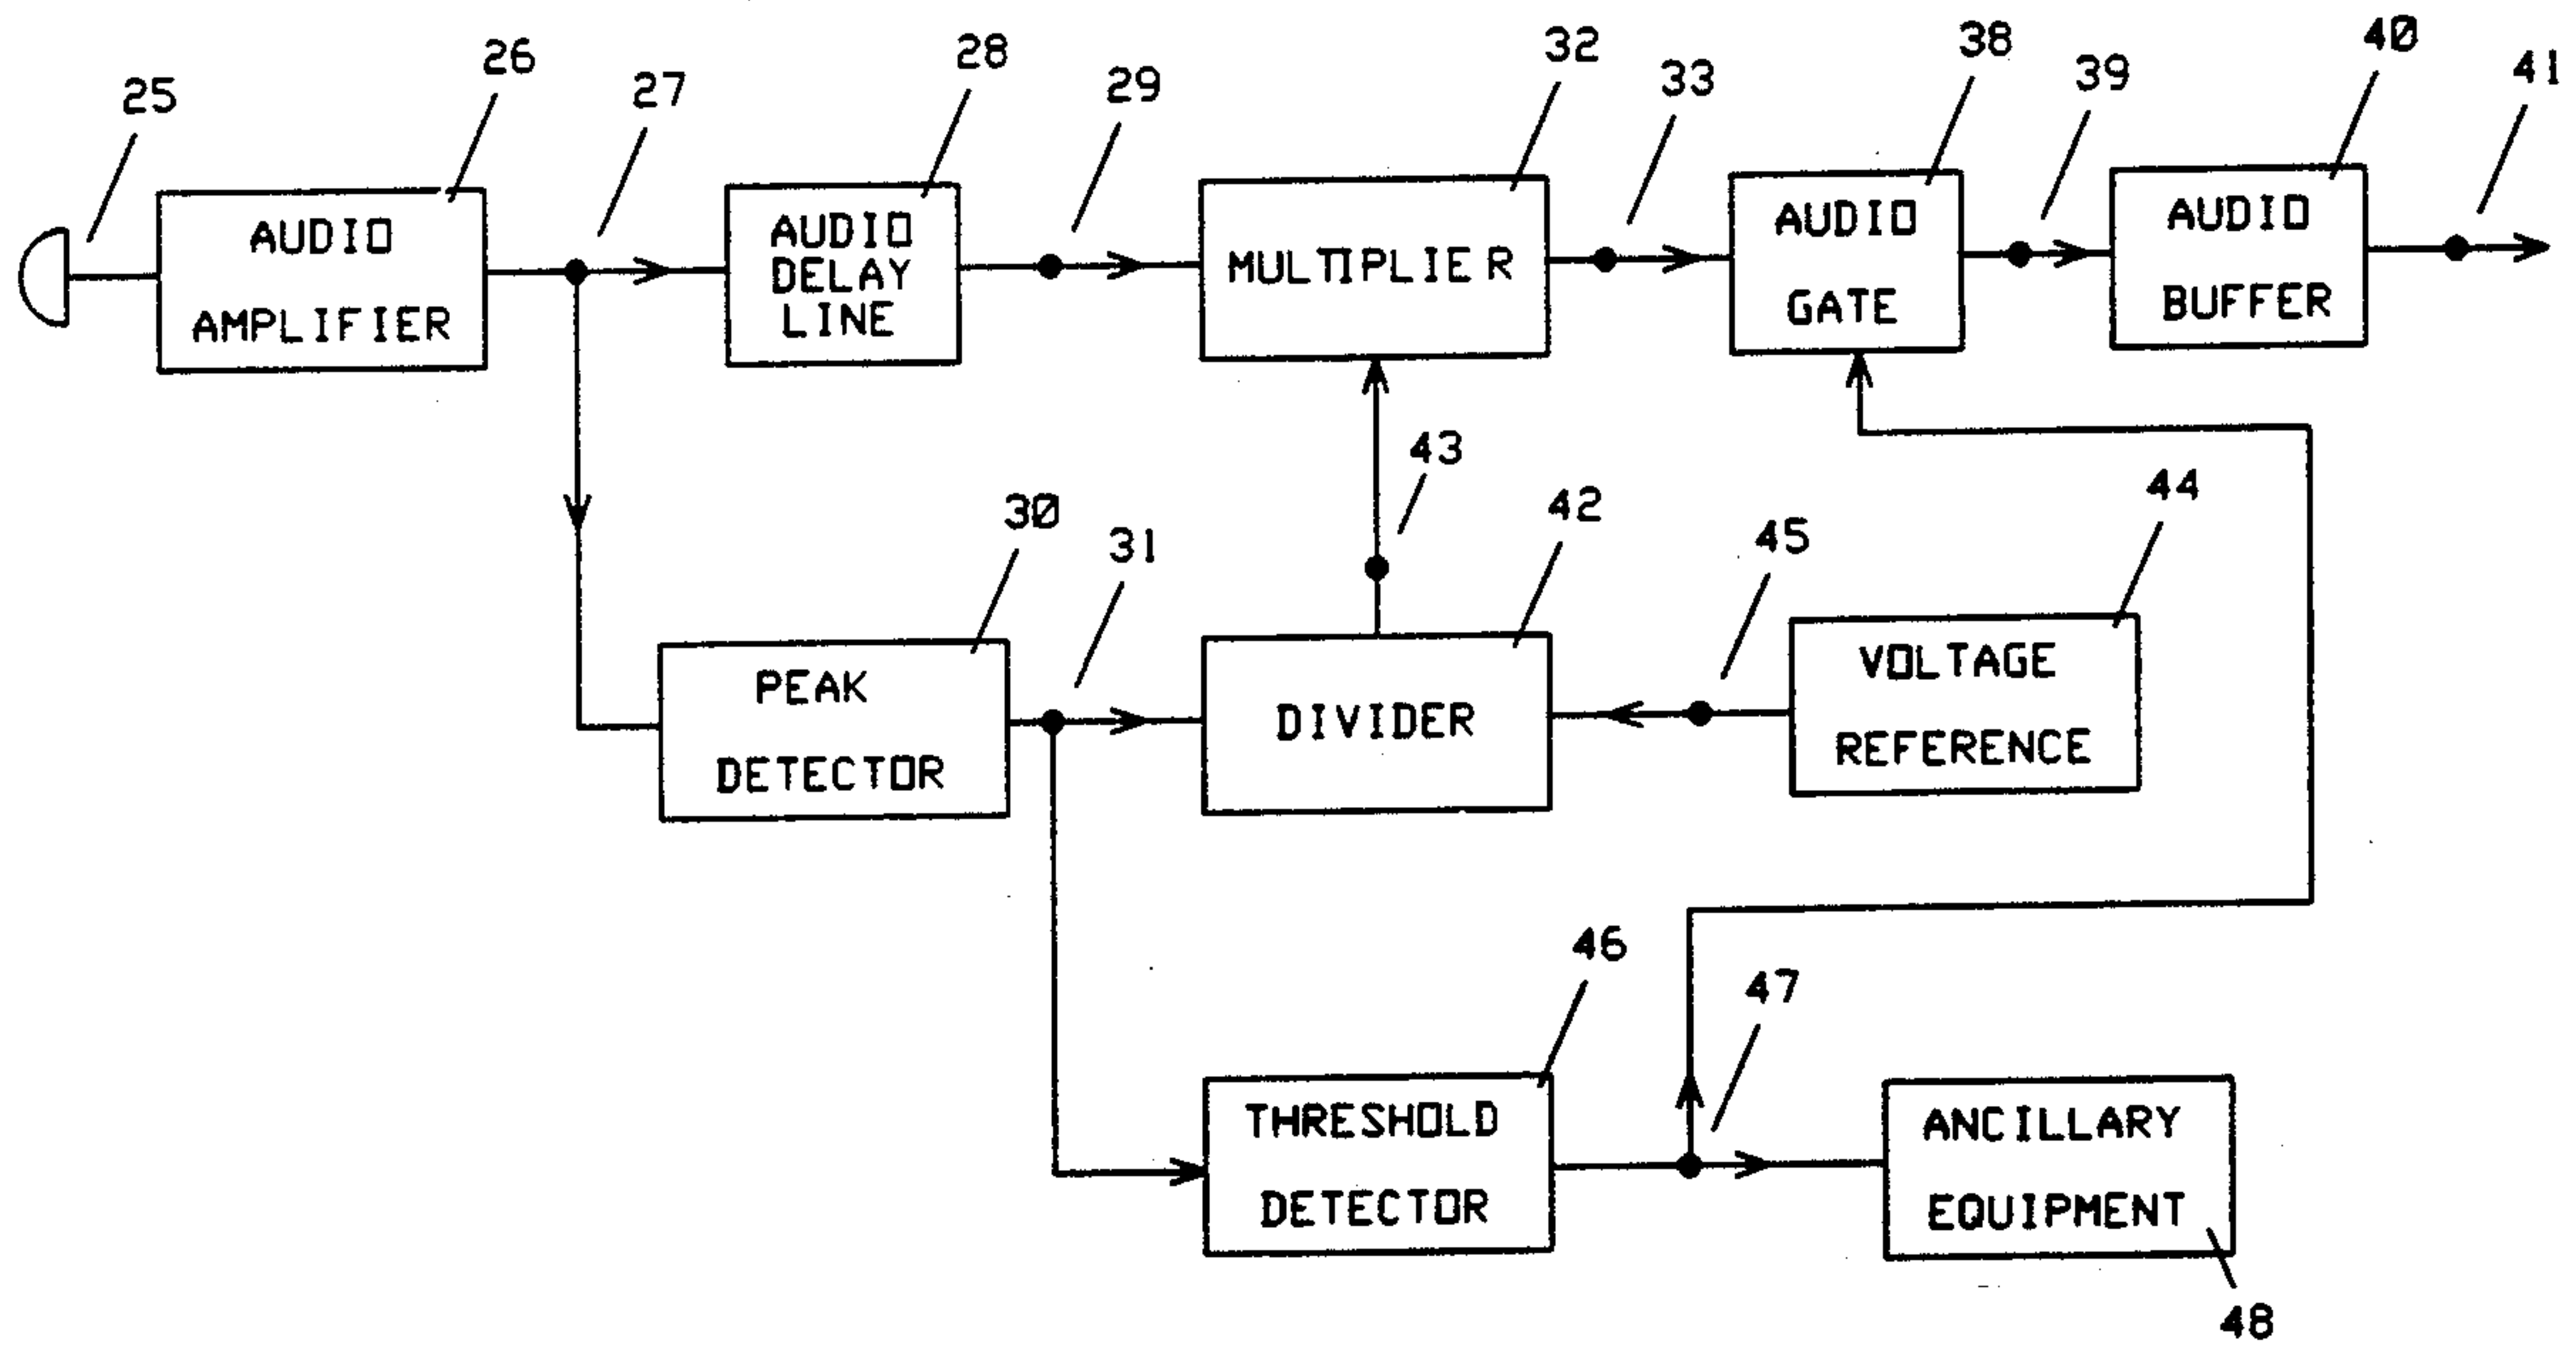 25
26
27
28
29
32
33
38
39
40
41
AUDIO
AMPLIFIER
AUDIO
DELAY
LINE
MULTIPLIER
AUDIO
GATE
AUDIO
BUFFER
43
30
31
42
45
44
PEAK
DETECTOR
DIVIDER
VOLTAGE
REFERENCE
46
47
THRESHOLD
DETECTOR
ANCILLARY
EQUIPMENT
48